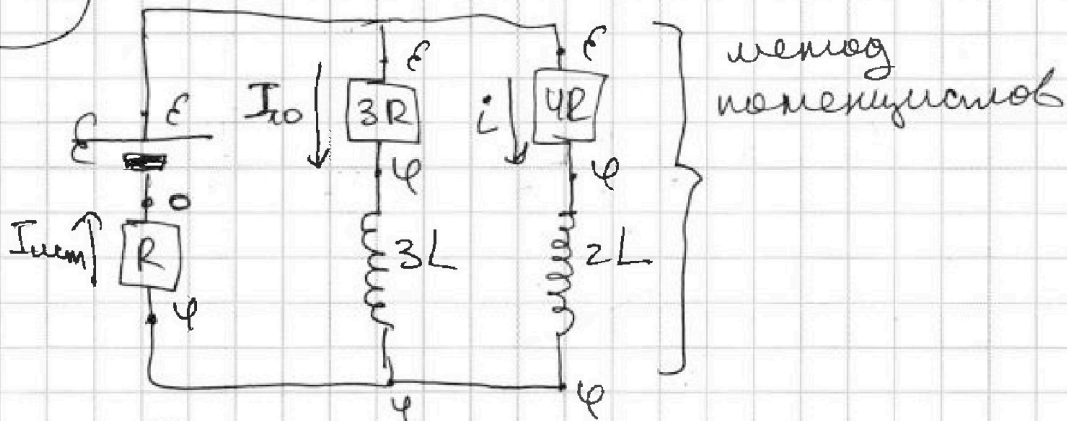 ε
ε
I₁₀
3R
ε
i
4R
ε
φ
φ
0
Iист
R
φ
3L
2L
φ
φ
метод
потенциалов